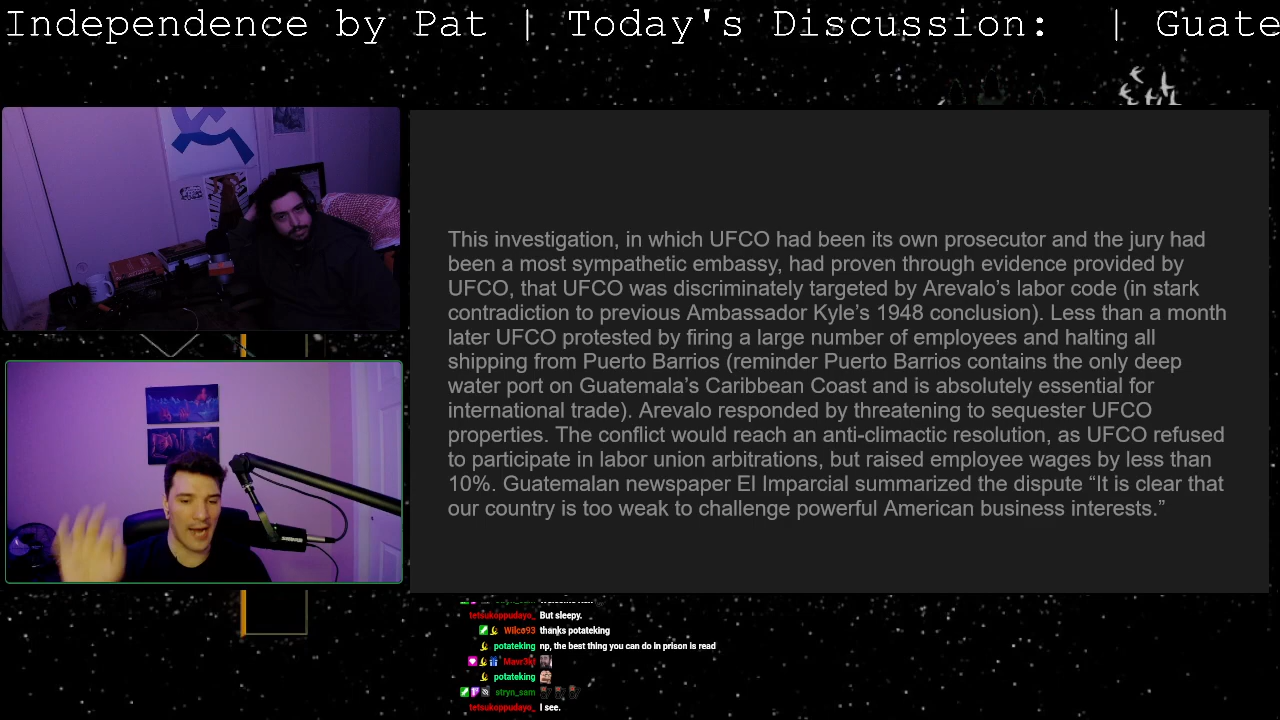 Independence by Pat | Today's Discussion: | Guate
This investigation, in which UFCO had been its own prosecutor and the jury had
been a most sympathetic embassy, had proven through evidence provided by
UFCO, that UFCO was discriminately targeted by Arevalo’s labor code (in stark
contradiction to previous Ambassador Kyle’s 1948 conclusion). Less than a month
later UFCO protested by firing a large number of employees and halting all
shipping from Puerto Barrios (reminder Puerto Barrios contains the only deep
water port on Guatemala’s Caribbean Coast and is absolutely essential for
international trade). Arevalo responded by threatening to sequester UFCO
properties. The conflict would reach an anti-climactic resolution, as UFCO refused
to participate in labor union arbitrations, but raised employee wages by less than
10%. Guatemalan newspaper El Imparcial summarized the dispute “It is clear that
our country is too weak to challenge powerful American business interests.”
tetsukoppudayo_ But sleepy.
Wilco93 thanks potateking
potateking np, the best thing you can do in prison is read
potateking
stryn_sam
tetsukoppudayo_ I see.